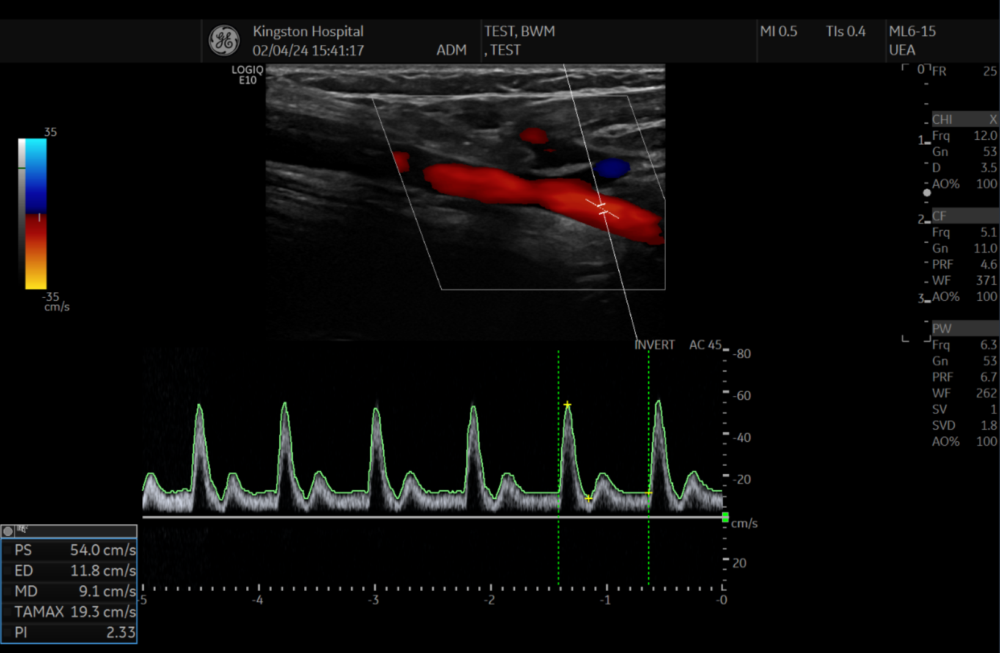 Kingston Hospital
02/04/24 15:41:17 ADM
TEST, BWM
, TEST
MI 0.5 TIs 0.4
ML6-15
UEA
LOGIQ
E10
35
-35
cm/s
0
1
2
3
FR 25
CHI X
Frq 12.0
Gn 53
D 3.5
AO% 100
CF
Frq 5.1
Gn 11.0
PRF 4.6
WF 371
AO% 100
PW
Frq 6.3
Gn 53
PRF 6.7
WF 262
SV 1
SVD 1.8
AO% 100
INVERT AC 45
-80
-60
-40
-20
cm/s
20
-5 -4 -3 -2 -1 -0
PS 54.0 cm/s
ED 11.8 cm/s
MD 9.1 cm/s
TAMAX 19.3 cm/s
PI 2.33